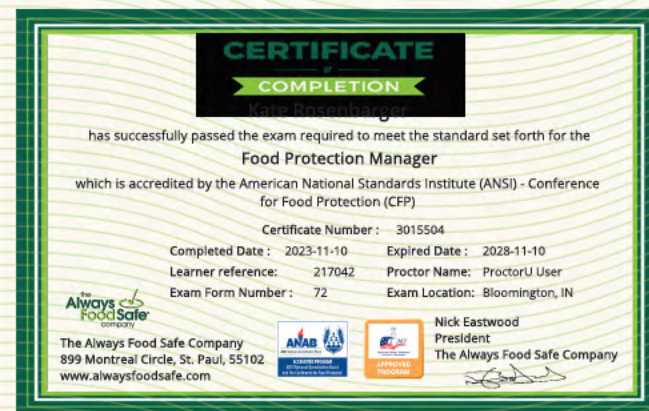 CERTIFICATE
OF
COMPLETION
Kate Rosenbarger
has successfully passed the exam required to meet the standard set forth for the
Food Protection Manager
which is accredited by the American National Standards Institute (ANSI) - Conference
for Food Protection (CFP)
Certificate Number : 3015504
Completed Date : 2023-11-10 Expired Date : 2028-11-10
Learner reference: 217042 Proctor Name: ProctorU User
Exam Form Number : 72 Exam Location: Bloomington, IN
the
Always
Food Safe
company
The Always Food Safe Company
899 Montreal Circle, St. Paul, 55102
www.alwaysfoodsafe.com
ANAB
ACCREDITED PROGRAM
ACF
APPROVED
PROGRAM
Nick Eastwood
President
The Always Food Safe Company